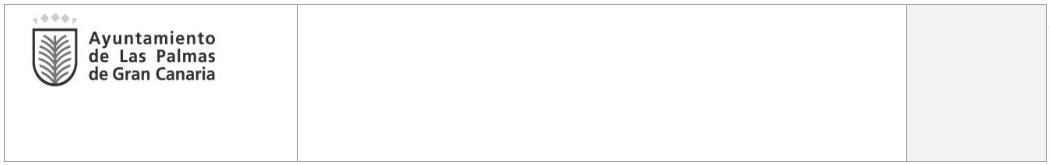 Ayuntamiento
de Las Palmas
de Gran Canaria